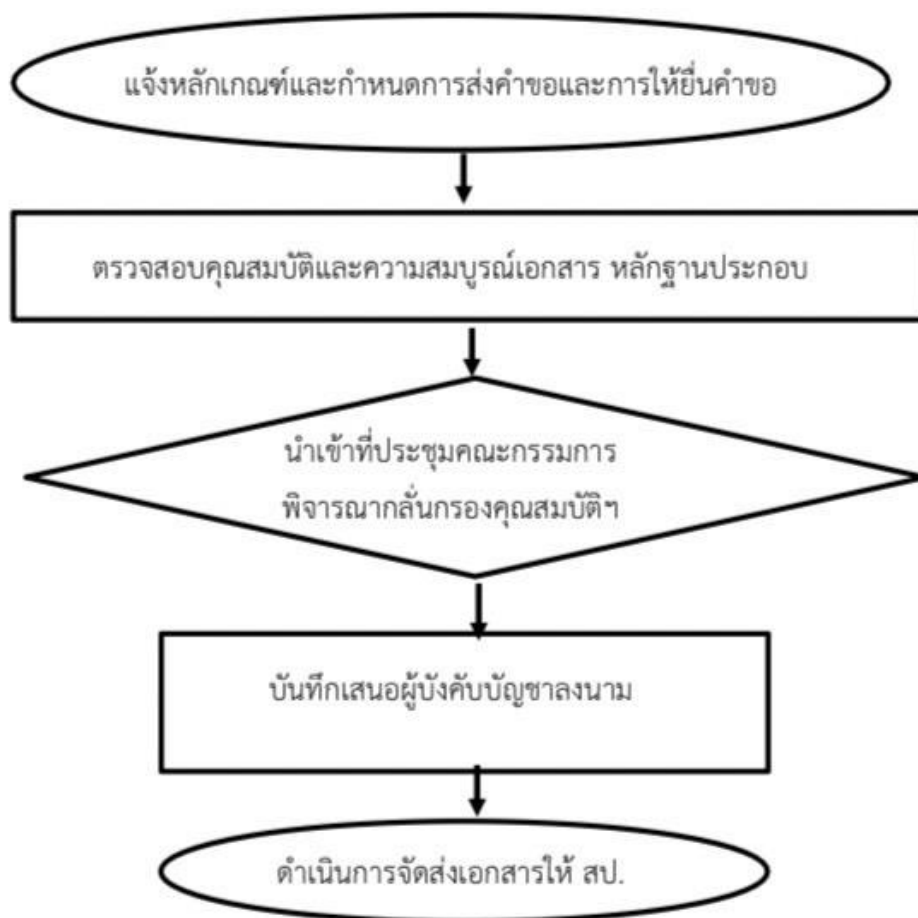 แจ้งหลักเกณฑ์และกำหนดการส่งคำขอและการให้ยื่นคำขอ
ตรวจสอบคุณสมบัติและความสมบูรณ์เอกสาร หลักฐานประกอบ
นำเข้าที่ประชุมคณะกรรมการ
พิจารณากลั่นกรองคุณสมบัติฯ
บันทึกเสนอผู้บังคับบัญชาลงนาม
ดำเนินการจัดส่งเอกสารให้ สป.